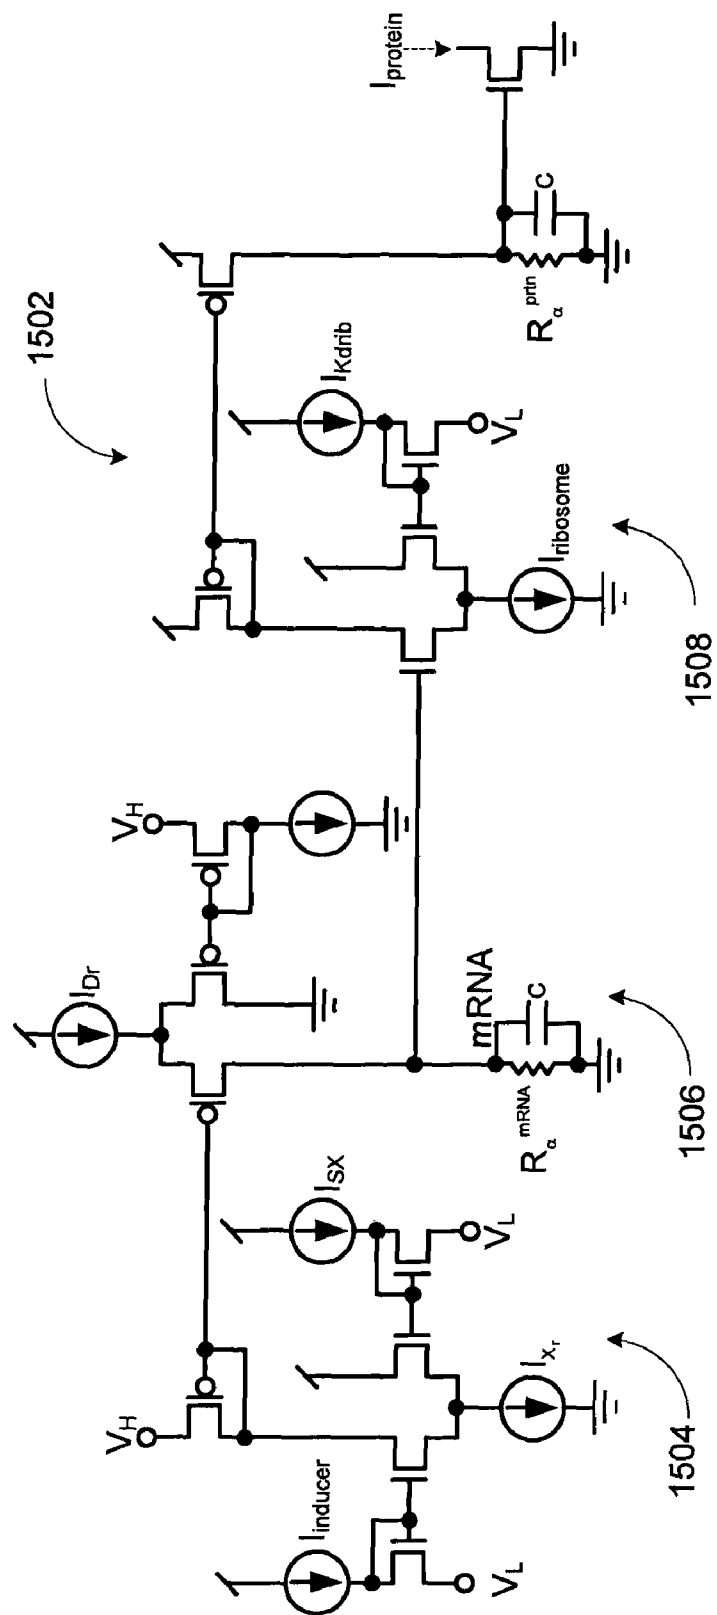 1502
I_inducer
V_L
V_H
I_SX
V_L
I_Xr
1504
I_Dr
V_H
mRNA
R_α^mRNA
C
1506
I_Kdrib
V_L
I_ribosome
1508
R_α^prtn
C
I_protein